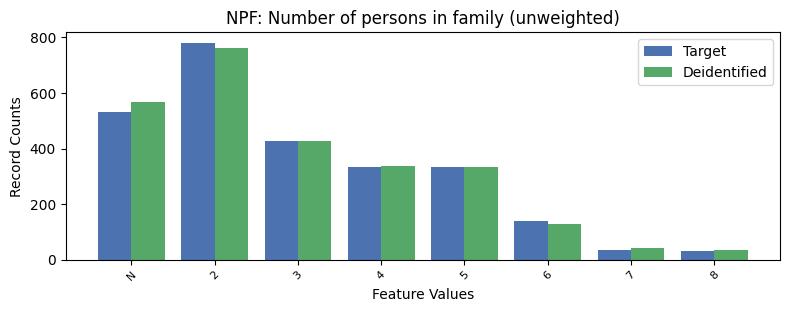 NPF: Number of persons in family (unweighted)
Target
Deidentified
Record Counts
800
600
400
200
0
N 2 3 4 5 6 7 8
Feature Values